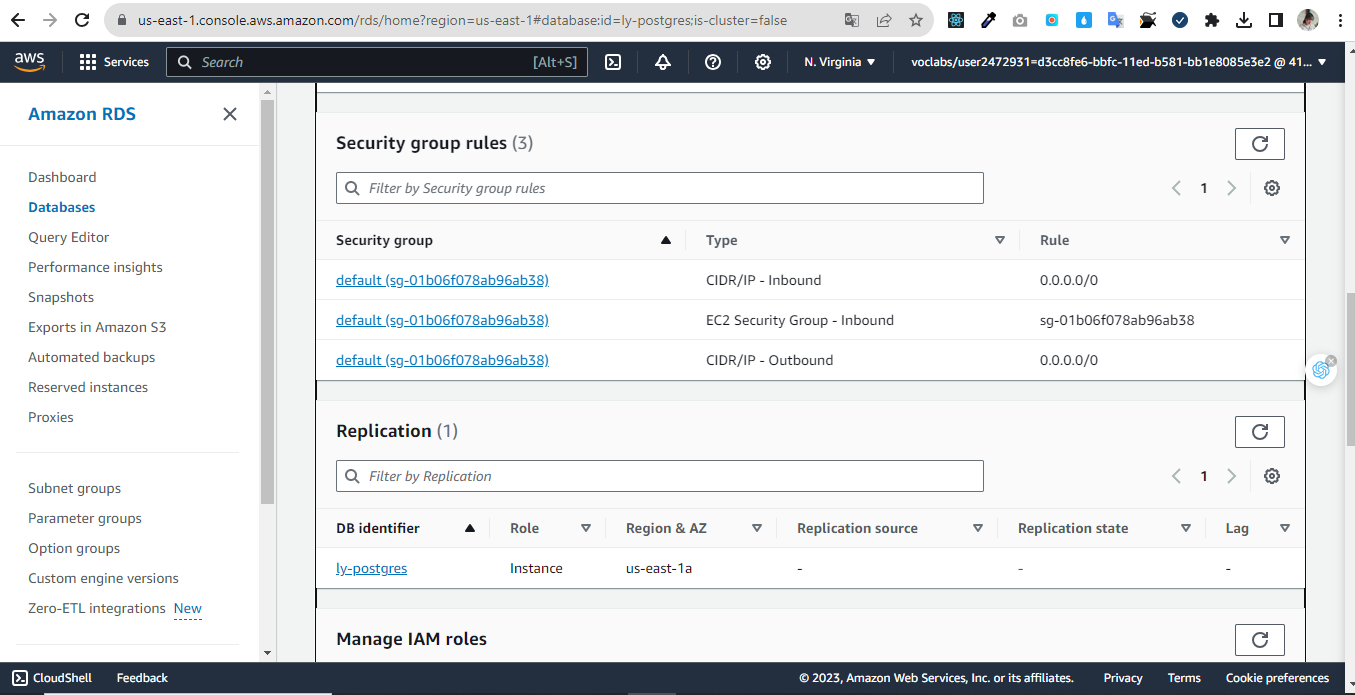 us-east-1.console.aws.amazon.com/rds/home?region=us-east-1#database:id=ly-postgres;is-cluster=false
aws Services Search [Alt+S] N. Virginia voclabs/user2472931=d3cc8fe6-bbfc-11ed-b581-bb1e8085e3e2 @ 41...
Amazon RDS
Dashboard
Databases
Query Editor
Performance insights
Snapshots
Exports in Amazon S3
Automated backups
Reserved instances
Proxies
Subnet groups
Parameter groups
Option groups
Custom engine versions
Zero-ETL integrations New
Security group rules (3)
Filter by Security group rules
1
Security group Type Rule
default (sg-01b06f078ab96ab38) CIDR/IP - Inbound 0.0.0.0/0
default (sg-01b06f078ab96ab38) EC2 Security Group - Inbound sg-01b06f078ab96ab38
default (sg-01b06f078ab96ab38) CIDR/IP - Outbound 0.0.0.0/0
Replication (1)
Filter by Replication
1
DB identifier Role Region & AZ Replication source Replication state Lag
ly-postgres Instance us-east-1a - - -
Manage IAM roles
CloudShell Feedback © 2023, Amazon Web Services, Inc. or its affiliates. Privacy Terms Cookie preferences